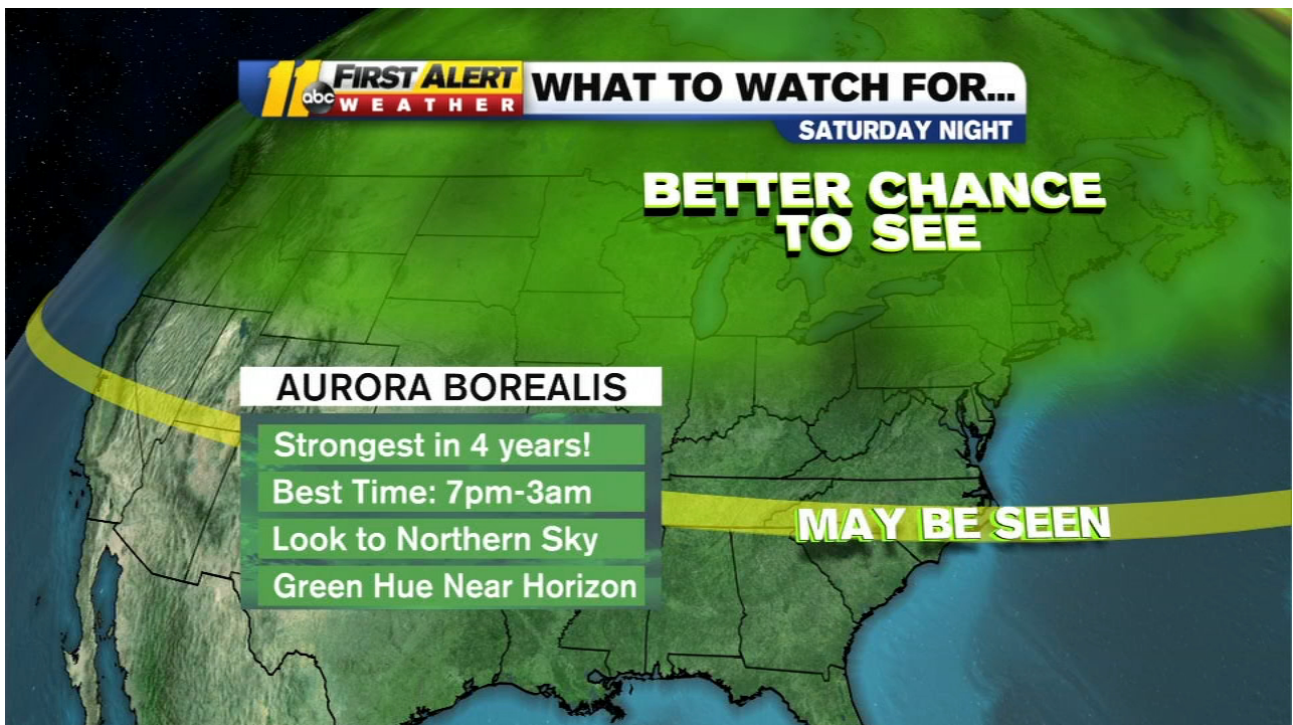 11 abc FIRST ALERT
WEATHER
WHAT TO WATCH FOR...
SATURDAY NIGHT
BETTER CHANCE
TO SEE
AURORA BOREALIS
Strongest in 4 years!
Best Time: 7pm-3am
Look to Northern Sky
Green Hue Near Horizon
MAY BE SEEN